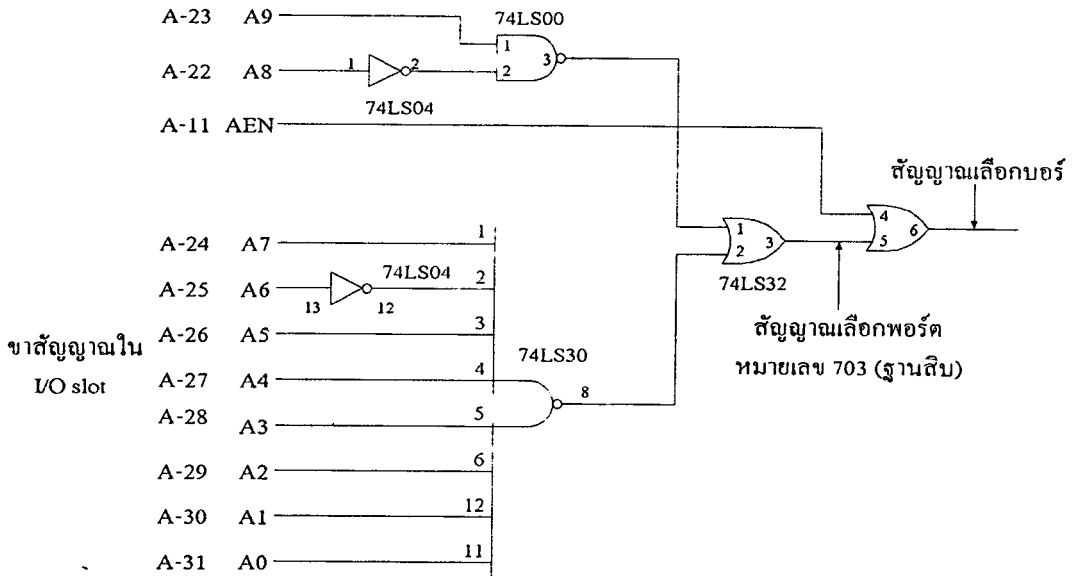 A-23 A9
74LS00
1
3
A-22 A8
1
2
2
74LS04
A-11 AEN
สัญญาณเลือกบอร์
4
5
6
1
2
3
74LS32
A-24 A7
1
A-25 A6
74LS04
2
13
12
A-26 A5
3
สัญญาณเลือกพอร์ต
หมายเลข 703 (ฐานสิบ)
ขาสัญญาณใน
I/O slot
74LS30
A-27 A4
4
8
A-28 A3
5
A-29 A2
6
A-30 A1
12
A-31 A0
11